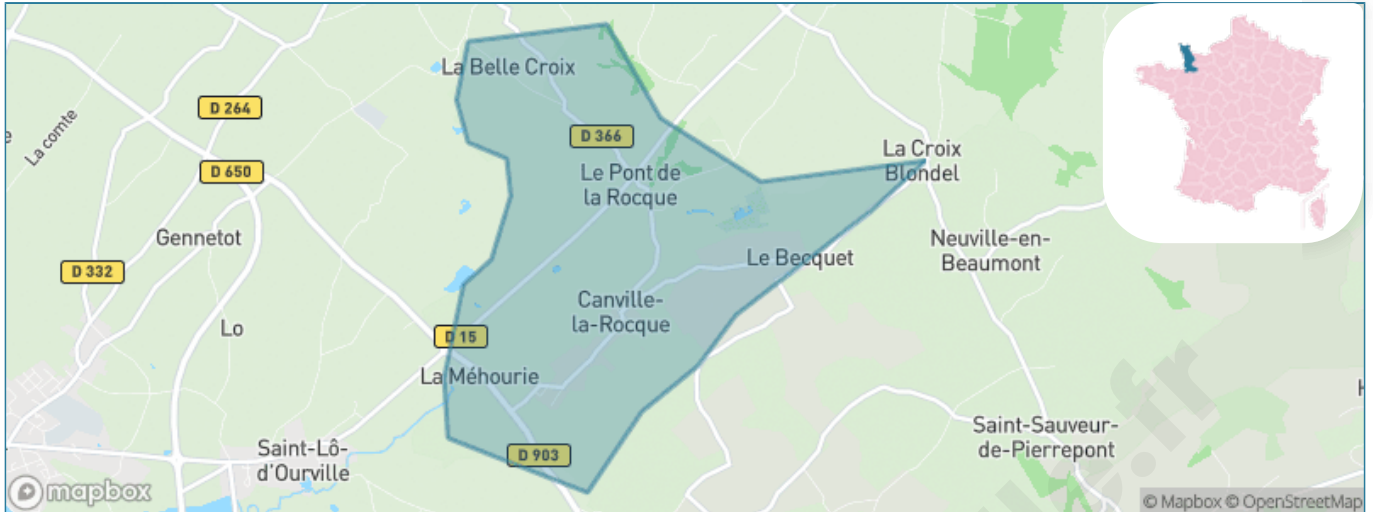 La Belle Croix
D 264
La comte
D 366
La Croix
Blondel
D 650
Le Pont de
la Rocque
Gennetot
Neuville-en-
Beaumont
Le Becquet
D 332
Canville-
la-Rocque
Lo
D 15
La Méhourie
Saint-Sauveur-
de-Pierrepont
Saint-Lô-
d'Ourville
D 903
mapbox
© Mapbox © OpenStreetMap